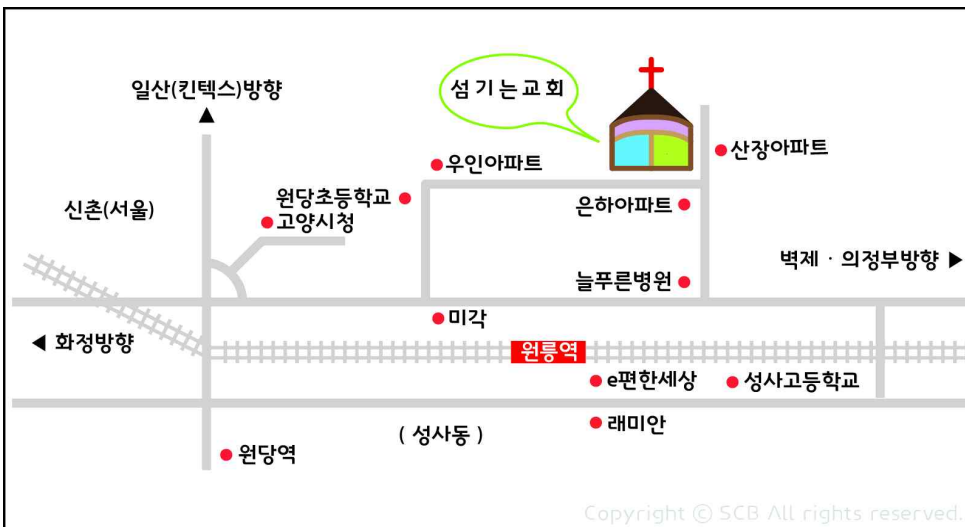 일산(킨텍스)방향
▲
섬기는교회
산장아파트
우인아파트
원당초등학교
고양시청
신촌(서울)
은하아파트
벽제 · 의정부방향 ▶
늘푸른병원
미각
◀ 화정방향
원릉역
e편한세상
성사고등학교
래미안
( 성사동 )
원당역
Copyright ⓒ SCB All rights reserved.